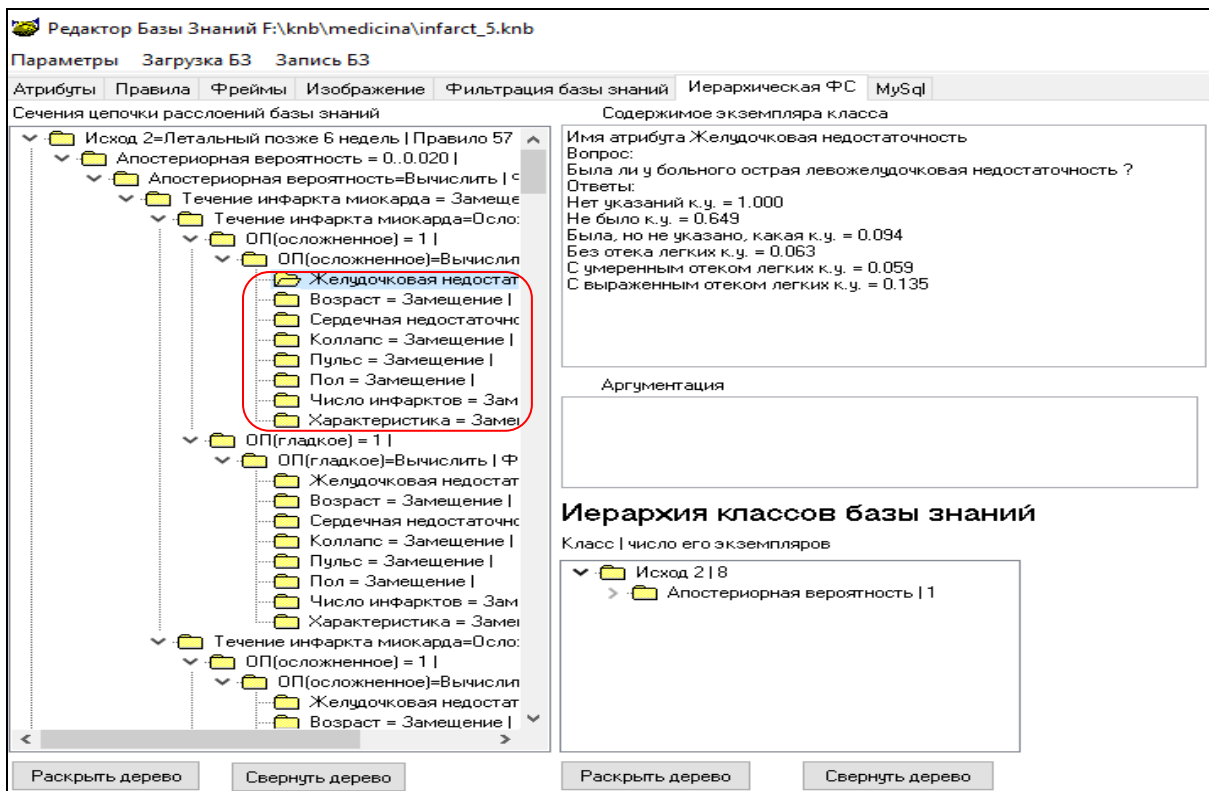 Редактор Базы Знаний F:\knb\medicina\infarct_5.knb
Параметры Загрузка БЗ Запись БЗ
Атрибуты Правила Фреймы Изображение Фильтрация базы знаний Иерархическая ФС MySql
Сечения цепочки расслоений базы знаний
Исход 2=Летальный позже 6 недель | Правило 57
Апостериорная вероятность = 0..0.020 |
Апостериорная вероятность=Вычислить |
Течение инфаркта миокарда = Замеще
Течение инфаркта миокарда=Осло:
ОП(осложненное) = 1 |
ОП(осложненное)=Вычислит
Желудочковая недостат
Возраст = Замещение |
Сердечная недостаточно
Коллапс = Замещение |
Пульс = Замещение |
Пол = Замещение |
Число инфарктов = Зам
Характеристика = Замещ
ОП(гладкое) = 1 |
ОП(гладкое)=Вычислить | Ф
Желудочковая недостат
Возраст = Замещение |
Сердечная недостаточно
Коллапс = Замещение |
Пульс = Замещение |
Пол = Замещение |
Число инфарктов = Зам
Характеристика = Замещ
Течение инфаркта миокарда=Осло:
ОП(осложненное) = 1 |
ОП(осложненное)=Вычислит
Желудочковая недостат
Возраст = Замещение |
Раскрыть дерево Свернуть дерево
Содержимое экземпляра класса
Имя атрибута Желудочковая недостаточность
Вопрос:
Была ли у больного острая левожелудочковая недостаточность ?
Ответы:
Нет указаний к.у. = 1.000
Не было к.у. = 0.649
Была, но не указано, какая к.у. = 0.094
Без отека легких к.у. = 0.063
С умеренным отеком легких к.у. = 0.059
С выраженным отеком легких к.у. = 0.135
Аргументация
Иерархия классов базы знаний
Класс | число его экземпляров
Исход 2 | 8
Апостериорная вероятность | 1
Раскрыть дерево Свернуть дерево